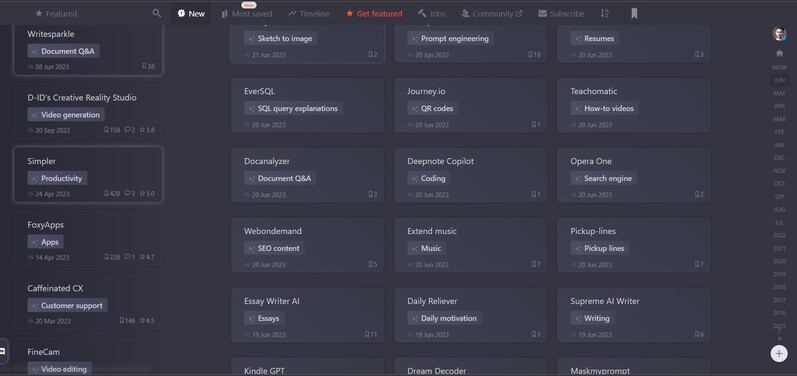 Featured
New
New
Most saved
Timeline
Get featured
Jobs
Community
Subscribe
Writesparkle
Document Q&A
08 Jun 2023
38
D-ID's Creative Reality Studio
Video generation
20 Sep 2022
158
2
3.8
Simpler
Productivity
24 Apr 2023
428
3
5.0
FoxyApps
Apps
14 Apr 2023
228
1
4.7
Caffeinated CX
Customer support
20 Mar 2023
146
4.5
FineCam
Video editing
Sketch to image
21 Jun 2023
2
Prompt engineering
20 Jun 2023
18
Resumes
20 Jun 2023
3
EverSQL
SQL query explanations
20 Jun 2023
Journey.io
QR codes
20 Jun 2023
1
Teachomatic
How-to videos
20 Jun 2023
Docanalyzer
Document Q&A
20 Jun 2023
3
Deepnote Copilot
Coding
20 Jun 2023
1
Opera One
Search engine
20 Jun 2023
2
Webondemand
SEO content
20 Jun 2023
5
Extend music
Music
20 Jun 2023
7
Pickup-lines
Pickup lines
20 Jun 2023
7
Essay Writer AI
Essays
19 Jun 2023
11
Daily Reliever
Daily motivation
19 Jun 2023
3
Supreme AI Writer
Writing
19 Jun 2023
6
Kindle GPT
Dream Decoder
Maskmyprompt
NOW
JUN
MAY
APR
MAR
FEB
JAN
DEC
NOV
OCT
SEP
AUG
JUL
2022
2021
2020
2019
2018
2017
2016
2015